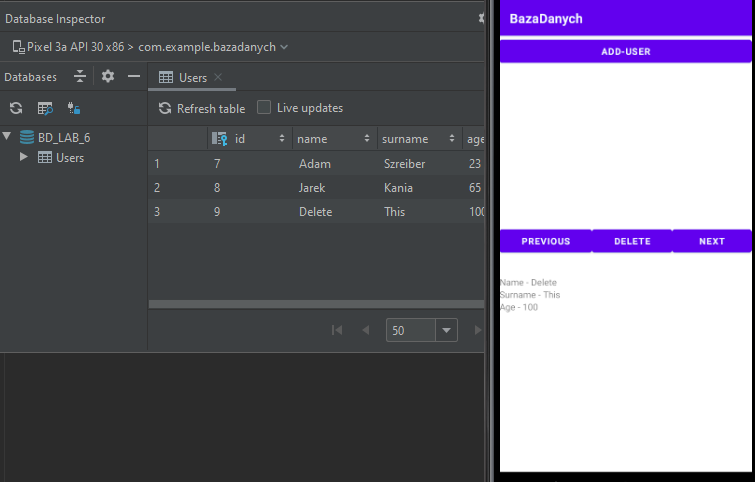 Database Inspector
Pixel 3a API 30 x86 > com.example.bazadanych
Databases
Users
Refresh table
Live updates
BD_LAB_6
Users
id name surname age
1 7 Adam Szreiber 23
2 8 Jarek Kania 65
3 9 Delete This 100
50
BazaDanych
ADD-USER
PREVIOUS DELETE NEXT
Name - Delete
Surname - This
Age - 100